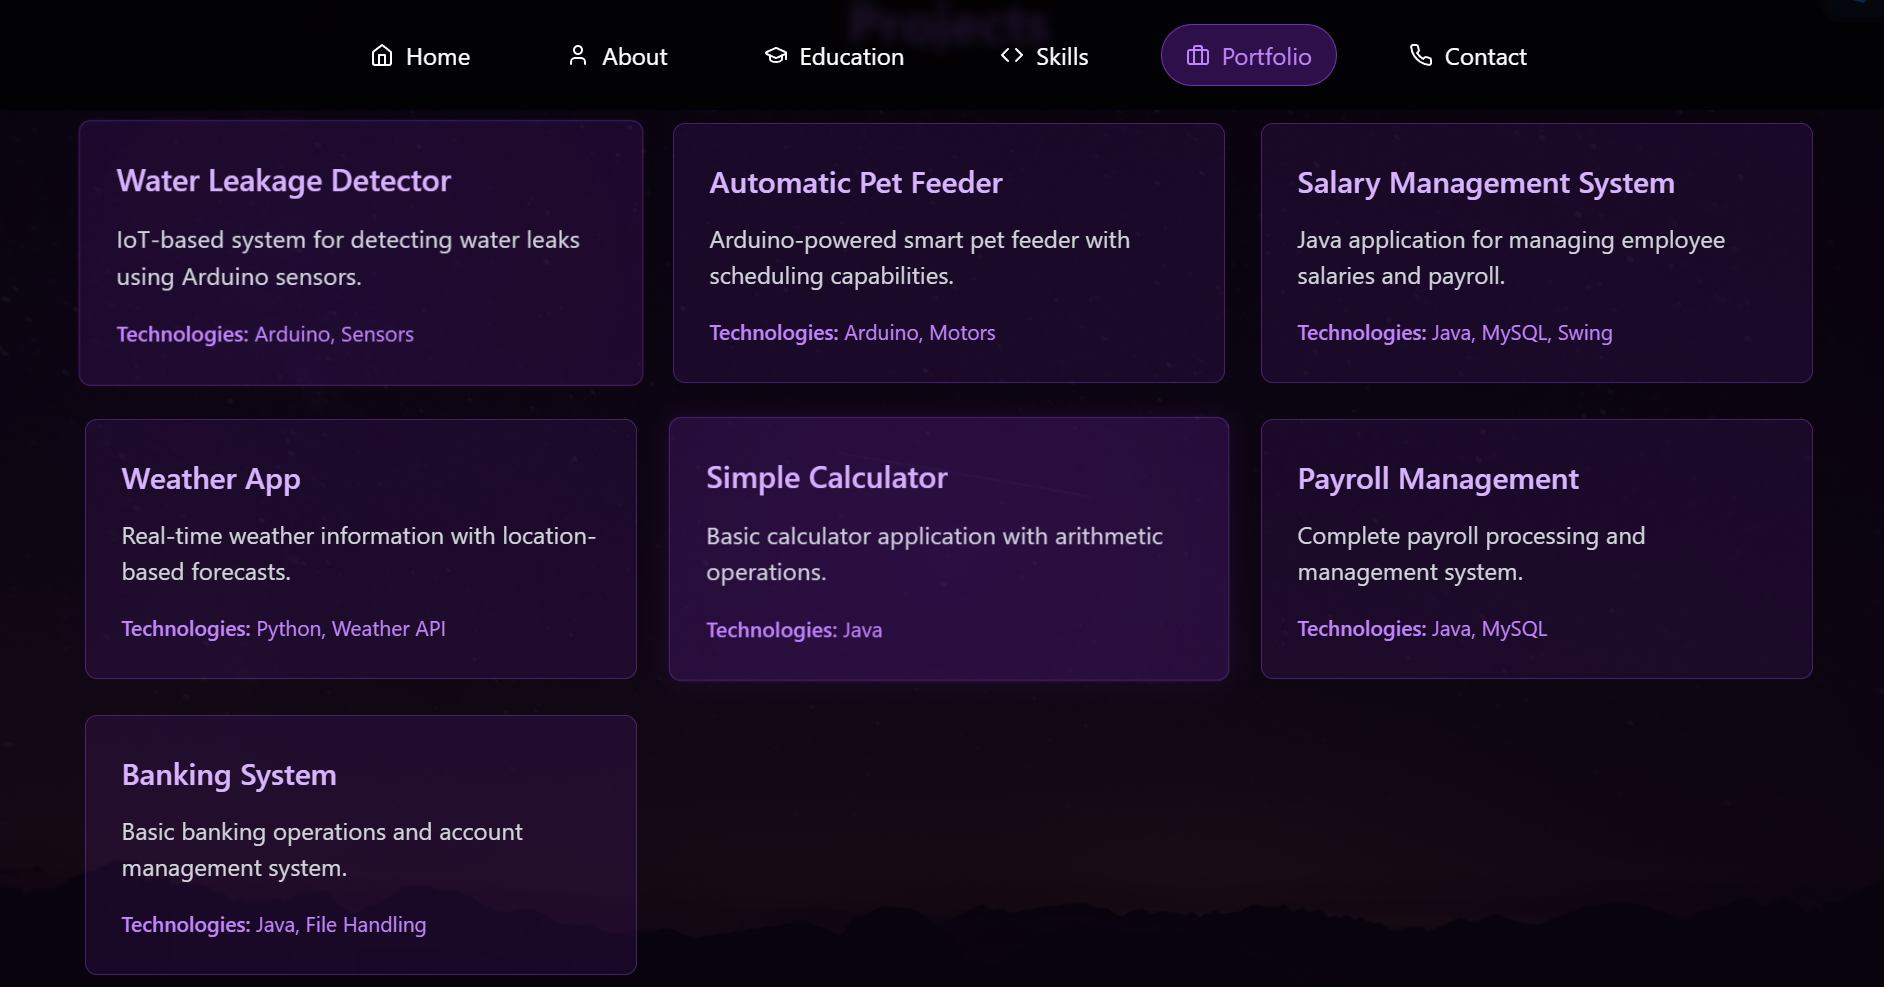 Projects
Home
About
Education
Skills
Portfolio
Contact
Water Leakage Detector
IoT-based system for detecting water leaks
using Arduino sensors.
Technologies: Arduino, Sensors
Automatic Pet Feeder
Arduino-powered smart pet feeder with
scheduling capabilities.
Technologies: Arduino, Motors
Salary Management System
Java application for managing employee
salaries and payroll.
Technologies: Java, MySQL, Swing
Weather App
Real-time weather information with location-
based forecasts.
Technologies: Python, Weather API
Simple Calculator
Basic calculator application with arithmetic
operations.
Technologies: Java
Payroll Management
Complete payroll processing and
management system.
Technologies: Java, MySQL
Banking System
Basic banking operations and account
management system.
Technologies: Java, File Handling